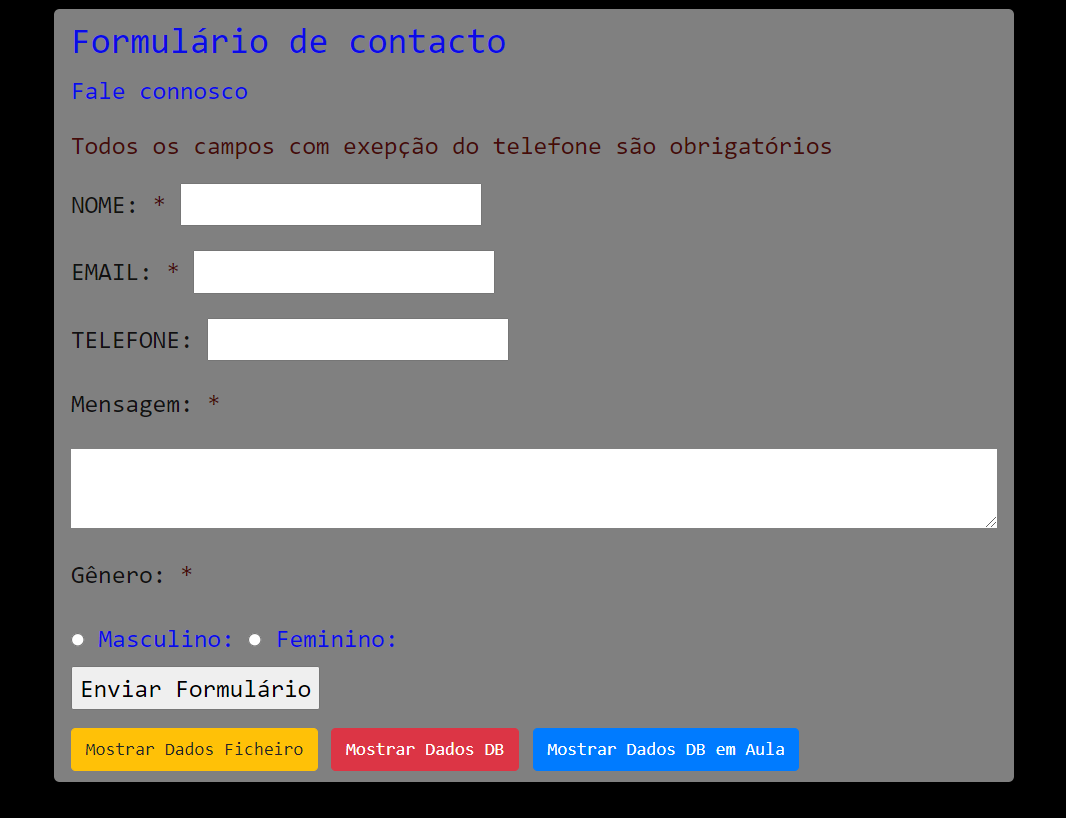 Formulário de contacto
Fale connosco
Todos os campos com exepção do telefone são obrigatórios
NOME: *
EMAIL: *
TELEFONE:
Mensagem: *
Gênero: *
Masculino: Feminino:
Enviar Formulário
Mostrar Dados Ficheiro Mostrar Dados DB Mostrar Dados DB em Aula